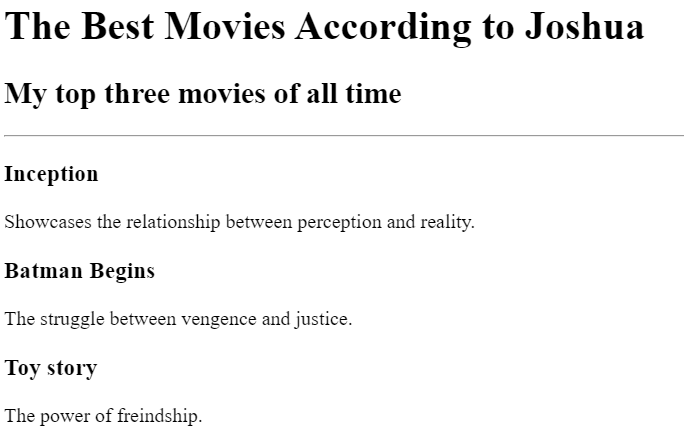 The Best Movies According to Joshua
My top three movies of all time
Inception
Showcases the relationship between perception and reality.
Batman Begins
The struggle between vengence and justice.
Toy story
The power of freindship.